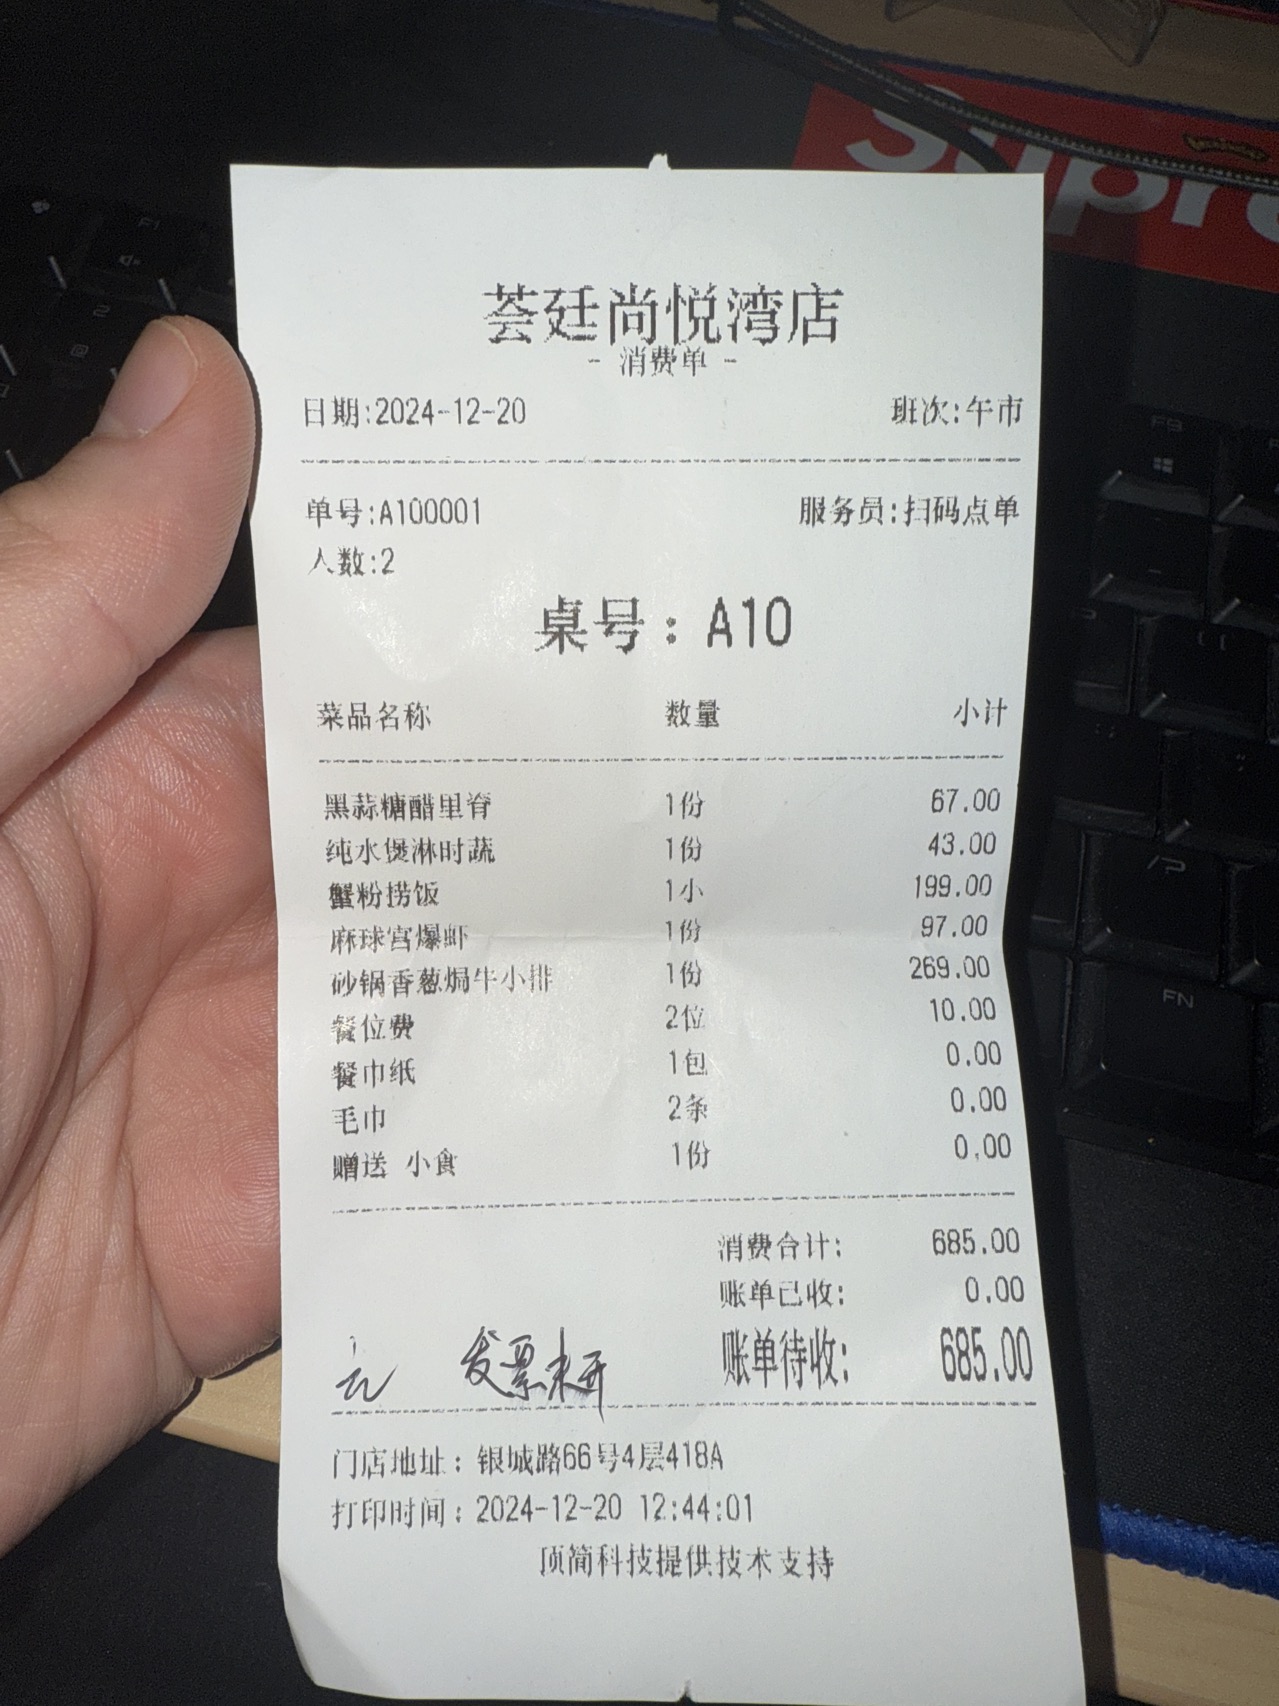 Supr
荟廷尚悦湾店
- 消费单 -
日期:2024-12-20 班次:午市
单号:A100001 服务员:扫码点单
人数:2
桌号：A10
菜品名称 数量 小计
黑蒜糖醋里脊 1份 67.00
纯水煲淋时蔬 1份 43.00
蟹粉捞饭 1小 199.00
麻球宫爆虾 1份 97.00
砂锅香葱焗牛小排 1份 269.00
餐位费 2位 10.00
餐巾纸 1包 0.00
毛巾 2条 0.00
赠送 小食 1份 0.00
消费合计: 685.00
账单已收: 0.00
账单待收: 685.00
发票未开
门店地址：银城路66号4层418A
打印时间：2024-12-20 12:44:01
顶简科技提供技术支持
F1
2
F9
FN